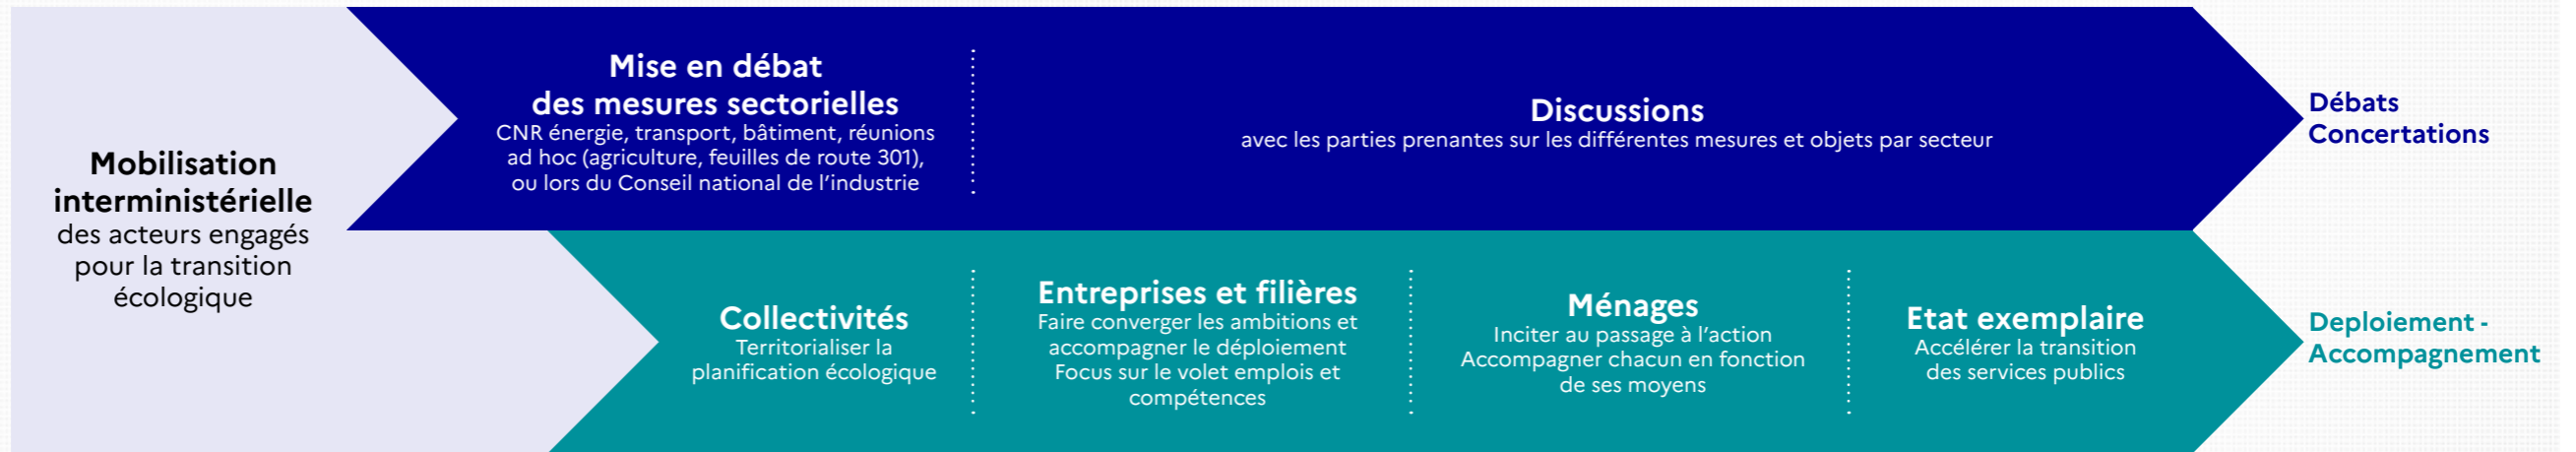 Mobilisation
interministérielle
des acteurs engagés
pour la transition
écologique
Mise en débat
des mesures sectorielles
CNR énergie, transport, bâtiment, réunions
ad hoc (agriculture, feuilles de route 301),
ou lors du Conseil national de l'industrie
Discussions
avec les parties prenantes sur les différentes mesures et objets par secteur
Débats
Concertations
Collectivités
Territorialiser la
planification écologique
Entreprises et filières
Faire converger les ambitions et
accompagner le déploiement
Focus sur le volet emplois et
compétences
Ménages
Inciter au passage à l'action
Accompagner chacun en fonction
de ses moyens
Etat exemplaire
Accélérer la transition
des services publics
Deploiement -
Accompagnement